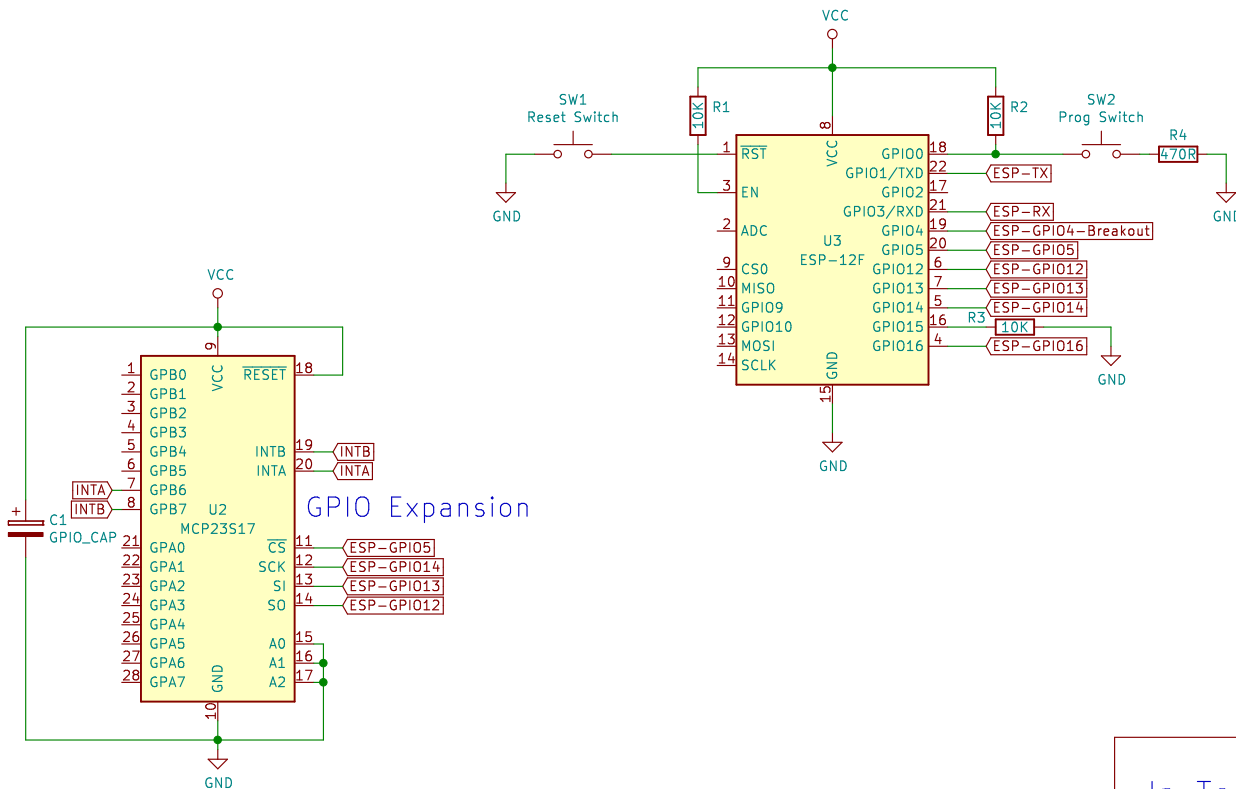 VCC
SW1
Reset Switch
10K
R1
10K
R2
SW2
Prog Switch
R4
470R
GND
8
VCC
1
RST
3
EN
2
ADC
9
CS0
10
MISO
11
GPIO9
12
GPIO10
13
MOSI
14
SCLK
U3
ESP-12F
GPIO0
18
GPIO1/TXD
22
ESP-TX
GPIO2
17
GPIO3/RXD
21
ESP-RX
GPIO4
19
ESP-GPIO4-Breakout
GPIO5
20
ESP-GPIO5
GPIO12
6
ESP-GPIO12
GPIO13
7
ESP-GPIO13
GPIO14
5
ESP-GPIO14
GPIO15
16
R3
10K
GPIO16
4
ESP-GPIO16
GND
GND
15
GND
VCC
9
VCC
1
GPB0
2
GPB1
3
GPB2
4
GPB3
5
GPB4
6
GPB5
INTA
7
GPB6
INTB
8
GPB7
RESET
18
INTB
19
INTB
INTA
20
INTA
U2
MCP23S17
GPIO Expansion
+
C1
GPIO_CAP
21
GPA0
22
GPA1
23
GPA2
24
GPA3
25
GPA4
26
GPA5
27
GPA6
28
GPA7
CS
11
ESP-GPIO5
SCK
12
ESP-GPIO14
SI
13
ESP-GPIO13
SO
14
ESP-GPIO12
A0
15
A1
16
A2
17
GND
10
GND